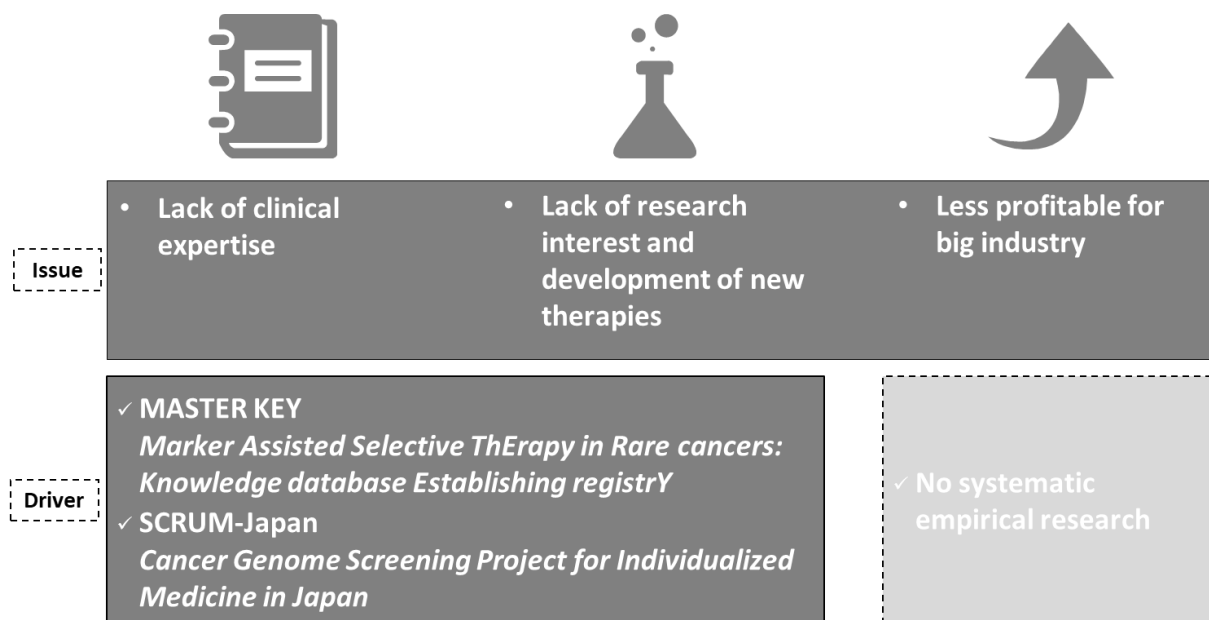 Issue
• Lack of clinical
expertise
• Lack of research
interest and
development of new
therapies
• Less profitable for
big industry
Driver
✓ MASTER KEY
Marker Assisted Selective ThErapy in Rare cancers:
Knowledge database Establishing registrY
✓ SCRUM-Japan
Cancer Genome Screening Project for Individualized
Medicine in Japan
✓ No systematic
empirical research